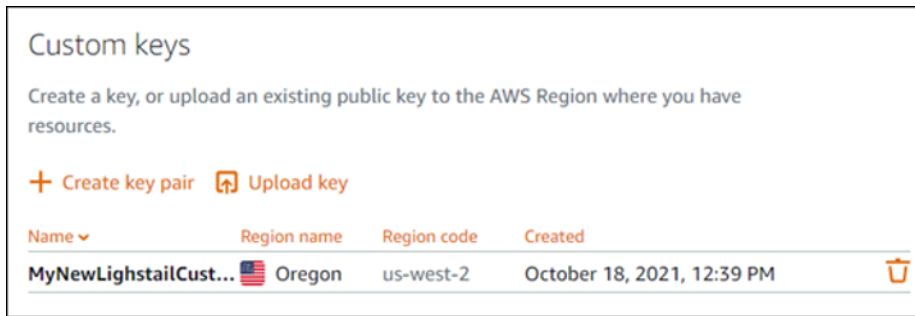 Custom keys
Create a key, or upload an existing public key to the AWS Region where you have
resources.
Create key pair Upload key
Name Region name Region code Created
MyNewLighstailCust... Oregon us-west-2 October 18, 2021, 12:39 PM